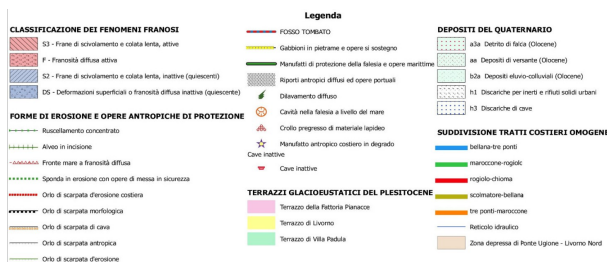 Legenda
CLASSIFICAZIONE DEI FENOMENI FRANOSI
S3 - Frane di scivolamento e colata lenta, attive
F - Franosità diffusa attiva
S2 - Frane di scivolamento e colata lenta, inattive (quiescenti)
DS - Deformazioni superficiali o franosità diffusa inattiva (quiescente)
FORME DI EROSIONE E OPERE ANTROPICHE DI PROTEZIONE
Ruscellamento concentrato
Alveo in incisione
Fronte mare a franosità diffusa
Sponda in erosione con opere di messa in sicurezza
Orlo di scarpata d'erosione costiera
Orlo di scarpata morfologica
Orlo di scarpata di cava
Orlo di scarpata antropica
Orlo di scarpata d'erosione
FOSSO TOMBATO
Gabbioni in pietrame e opere si sostegno
Manufatti di protezione della falesia e opere marittime
Riporti antropici diffusi ed opere portuali
Dilavamento diffuso
Cavità nella falesia a livello del mare
Crollo pregresso di materiale lapideo
Manufatto antropico costiero in degrado
Cave inattive
Cave inattive
TERRAZZI GLACIOEUSTATICI DEL PLESITOCENE
Terrazzo della Fattoria Pianacce
Terrazzo di Livorno
Terrazzo di Villa Padula
DEPOSITI DEL QUATERNARIO
a3a Detrito di falca (Olocene)
aa Depositi di versante (Olocene)
b2a Depositi eluvio-colluviali (Olocene)
h1 Discariche per inerti e rifiuti solidi urbani
h3 Discariche di cave
SUDDIVISIONE TRATTI COSTIERI OMOGENE
bellana-tre ponti
maroccone-rogiolo
rogiolo-chioma
scolmatore-bellana
tre ponti-maroccone
Reticolo idraulico
Zona depressa di Ponte Ugione - Livorno Nord